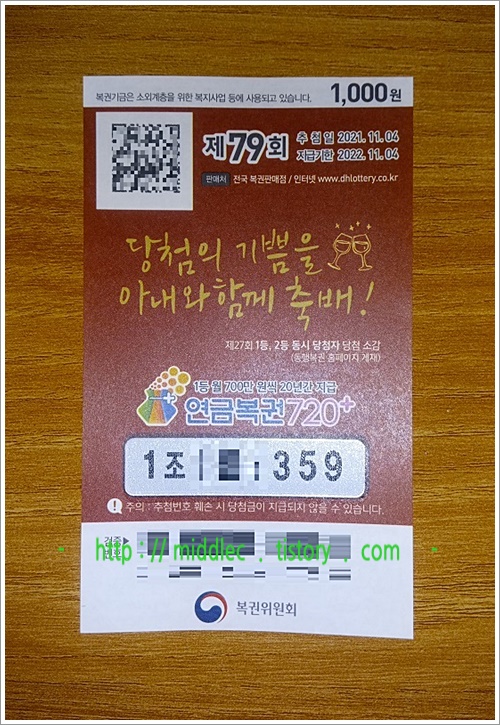 복권기금은 소외계층을 위한 복지사업 등에 사용되고 있습니다. 1,000원
제79회
추 첨 일 2021. 11. 04
지급기한 2022. 11. 04
판매처 전국 복권판매점 / 인터넷 www.dhlottery.co.kr
당첨의 기쁨을
아내와 함께 축배!
제27회 1등, 2등 동시 당첨자 당첨 소감
(동행복권 홈페이지 게재)
1등 월 700만 원씩 20년간 지급
연금복권720+
1조 359
! 주의 : 추첨번호 훼손 시 당첨금이 지급되지 않을 수 있습니다.
검증
번호
http : // middlec . tistory . com
복권위원회